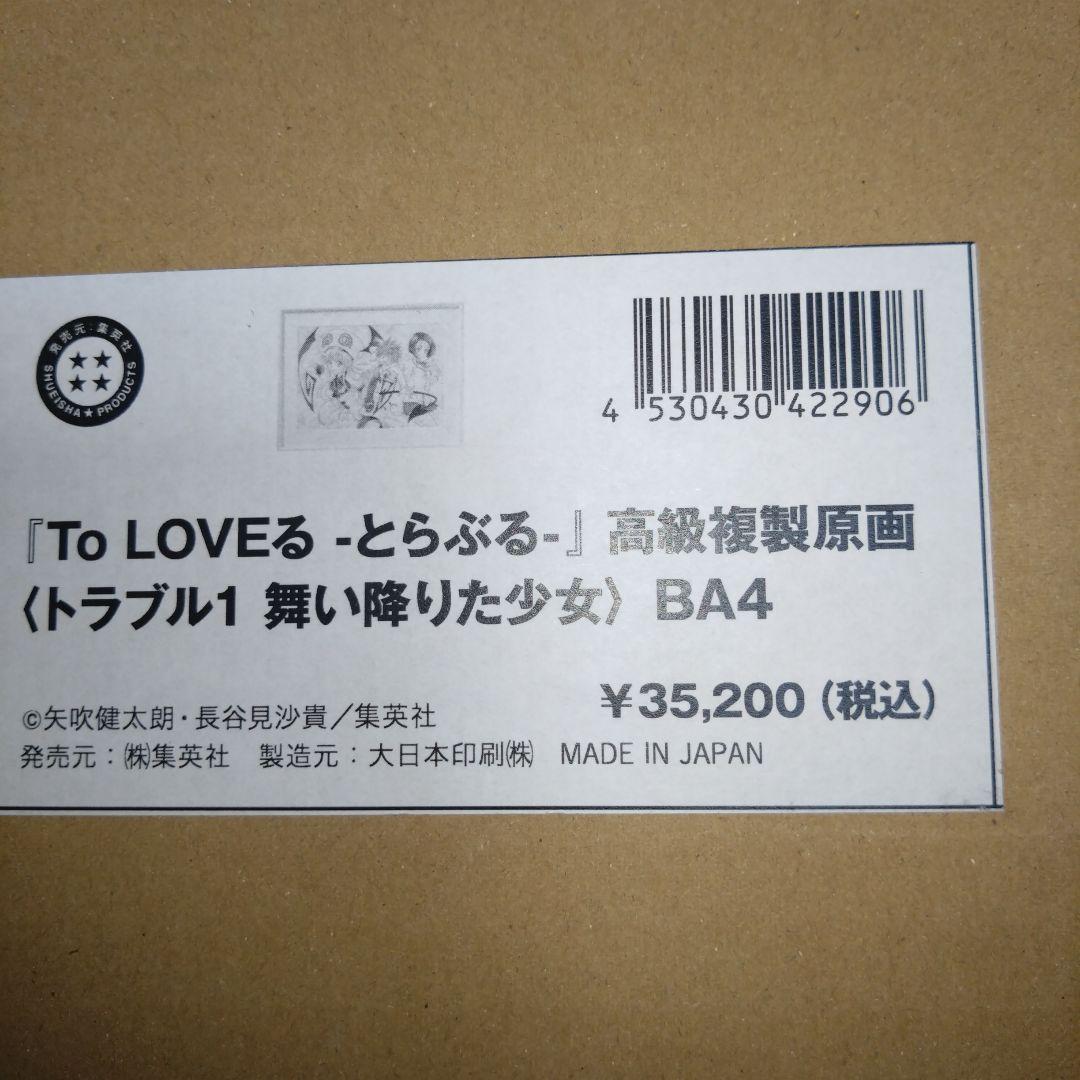 発売元：集英社
SHUEISHA★PRODUCTS
4 530430 422906
『To LOVEる -とらぶる-』高級複製原画
〈トラブル1 舞い降りた少女〉 BA4
￥35,200（税込）
©矢吹健太朗・長谷見沙貴／集英社
発売元：㈱集英社　製造元：大日本印刷㈱　MADE IN JAPAN